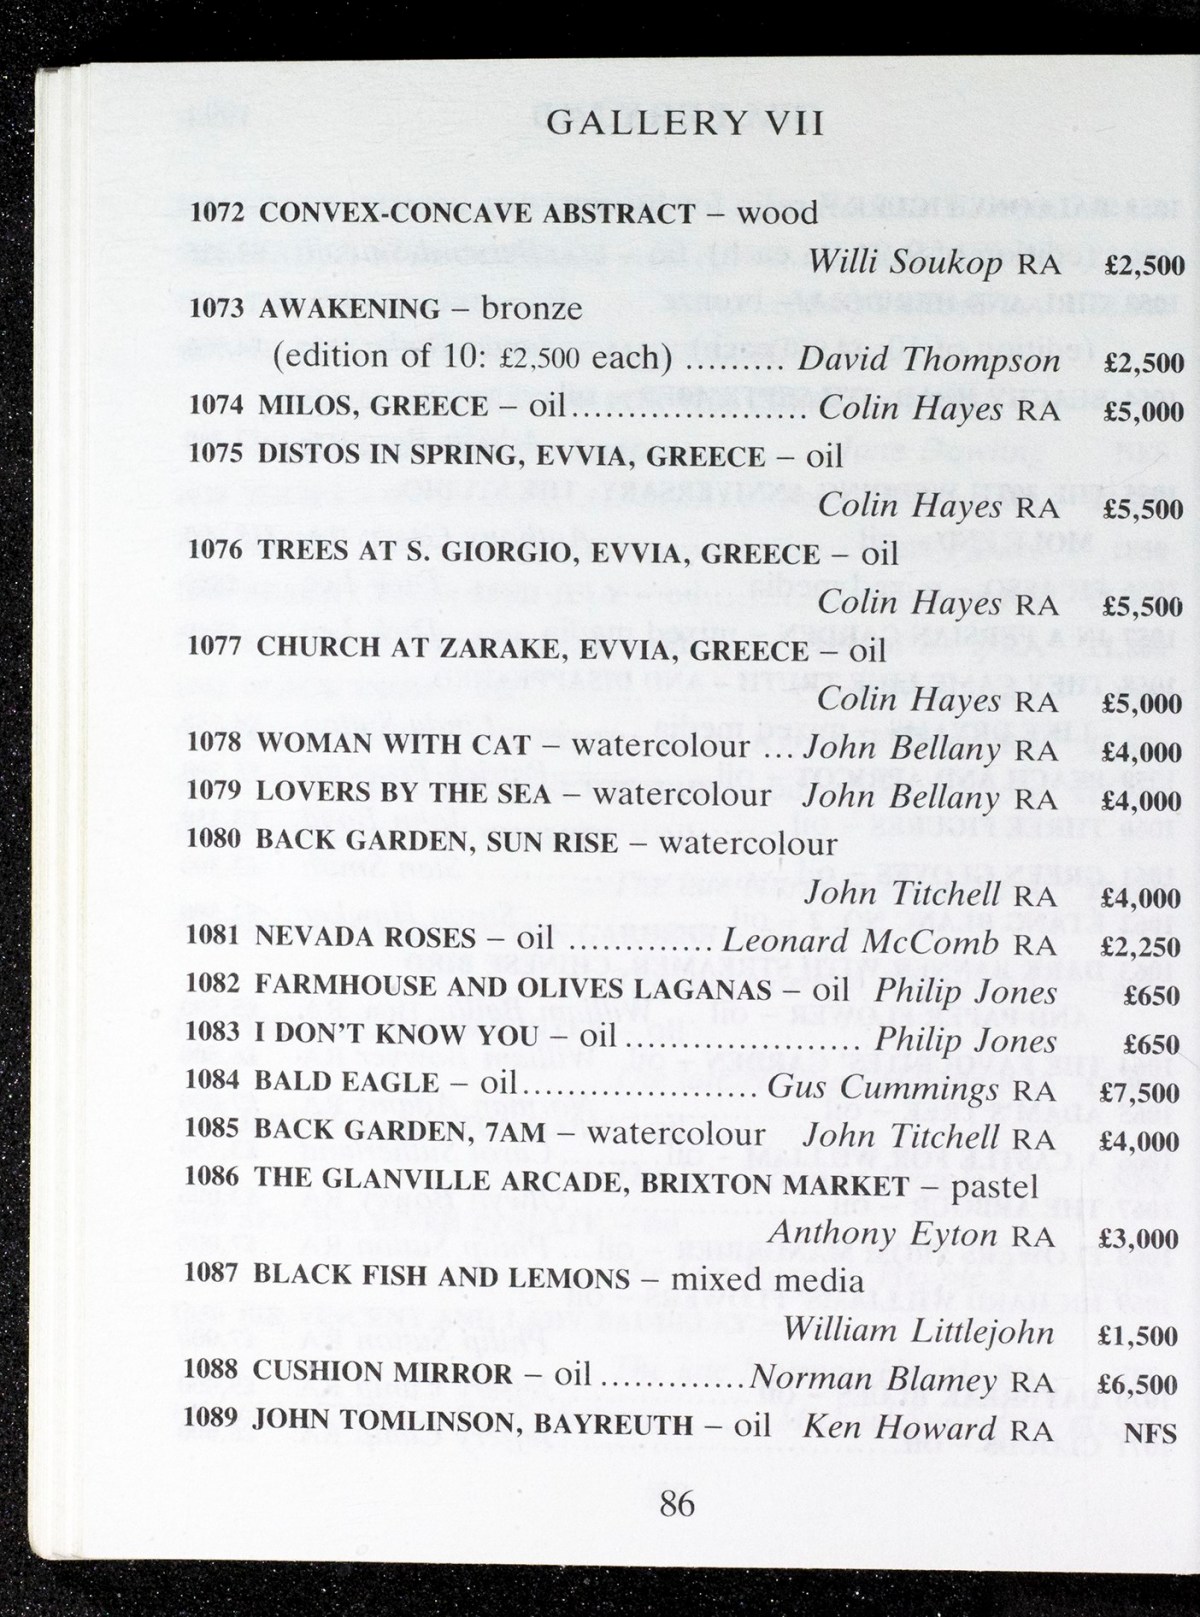 GALLERY VII
1072 CONVEX-CONCAVE ABSTRACT – wood
Willi Soukop RA £2,500
1073 AWAKENING – bronze
(edition of 10: £2,500 each) ......... David Thompson £2,500
1074 MILOS, GREECE – oil...................... Colin Hayes RA £5,000
1075 DISTOS IN SPRING, EVVIA, GREECE – oil
Colin Hayes RA £5,500
1076 TREES AT S. GIORGIO, EVVIA, GREECE – oil
Colin Hayes RA £5,500
1077 CHURCH AT ZARAKE, EVVIA, GREECE – oil
Colin Hayes RA £5,000
1078 WOMAN WITH CAT – watercolour ... John Bellany RA £4,000
1079 LOVERS BY THE SEA – watercolour John Bellany RA £4,000
1080 BACK GARDEN, SUN RISE – watercolour
John Titchell RA £4,000
1081 NEVADA ROSES – oil ............. Leonard McComb RA £2,250
1082 FARMHOUSE AND OLIVES LAGANAS – oil Philip Jones £650
1083 I DON'T KNOW YOU – oil ...................... Philip Jones £650
1084 BALD EAGLE – oil...................... Gus Cummings RA £7,500
1085 BACK GARDEN, 7AM – watercolour John Titchell RA £4,000
1086 THE GLANVILLE ARCADE, BRIXTON MARKET – pastel
Anthony Eyton RA £3,000
1087 BLACK FISH AND LEMONS – mixed media
William Littlejohn £1,500
1088 CUSHION MIRROR – oil .............Norman Blamey RA £6,500
1089 JOHN TOMLINSON, BAYREUTH – oil Ken Howard RA NFS
86